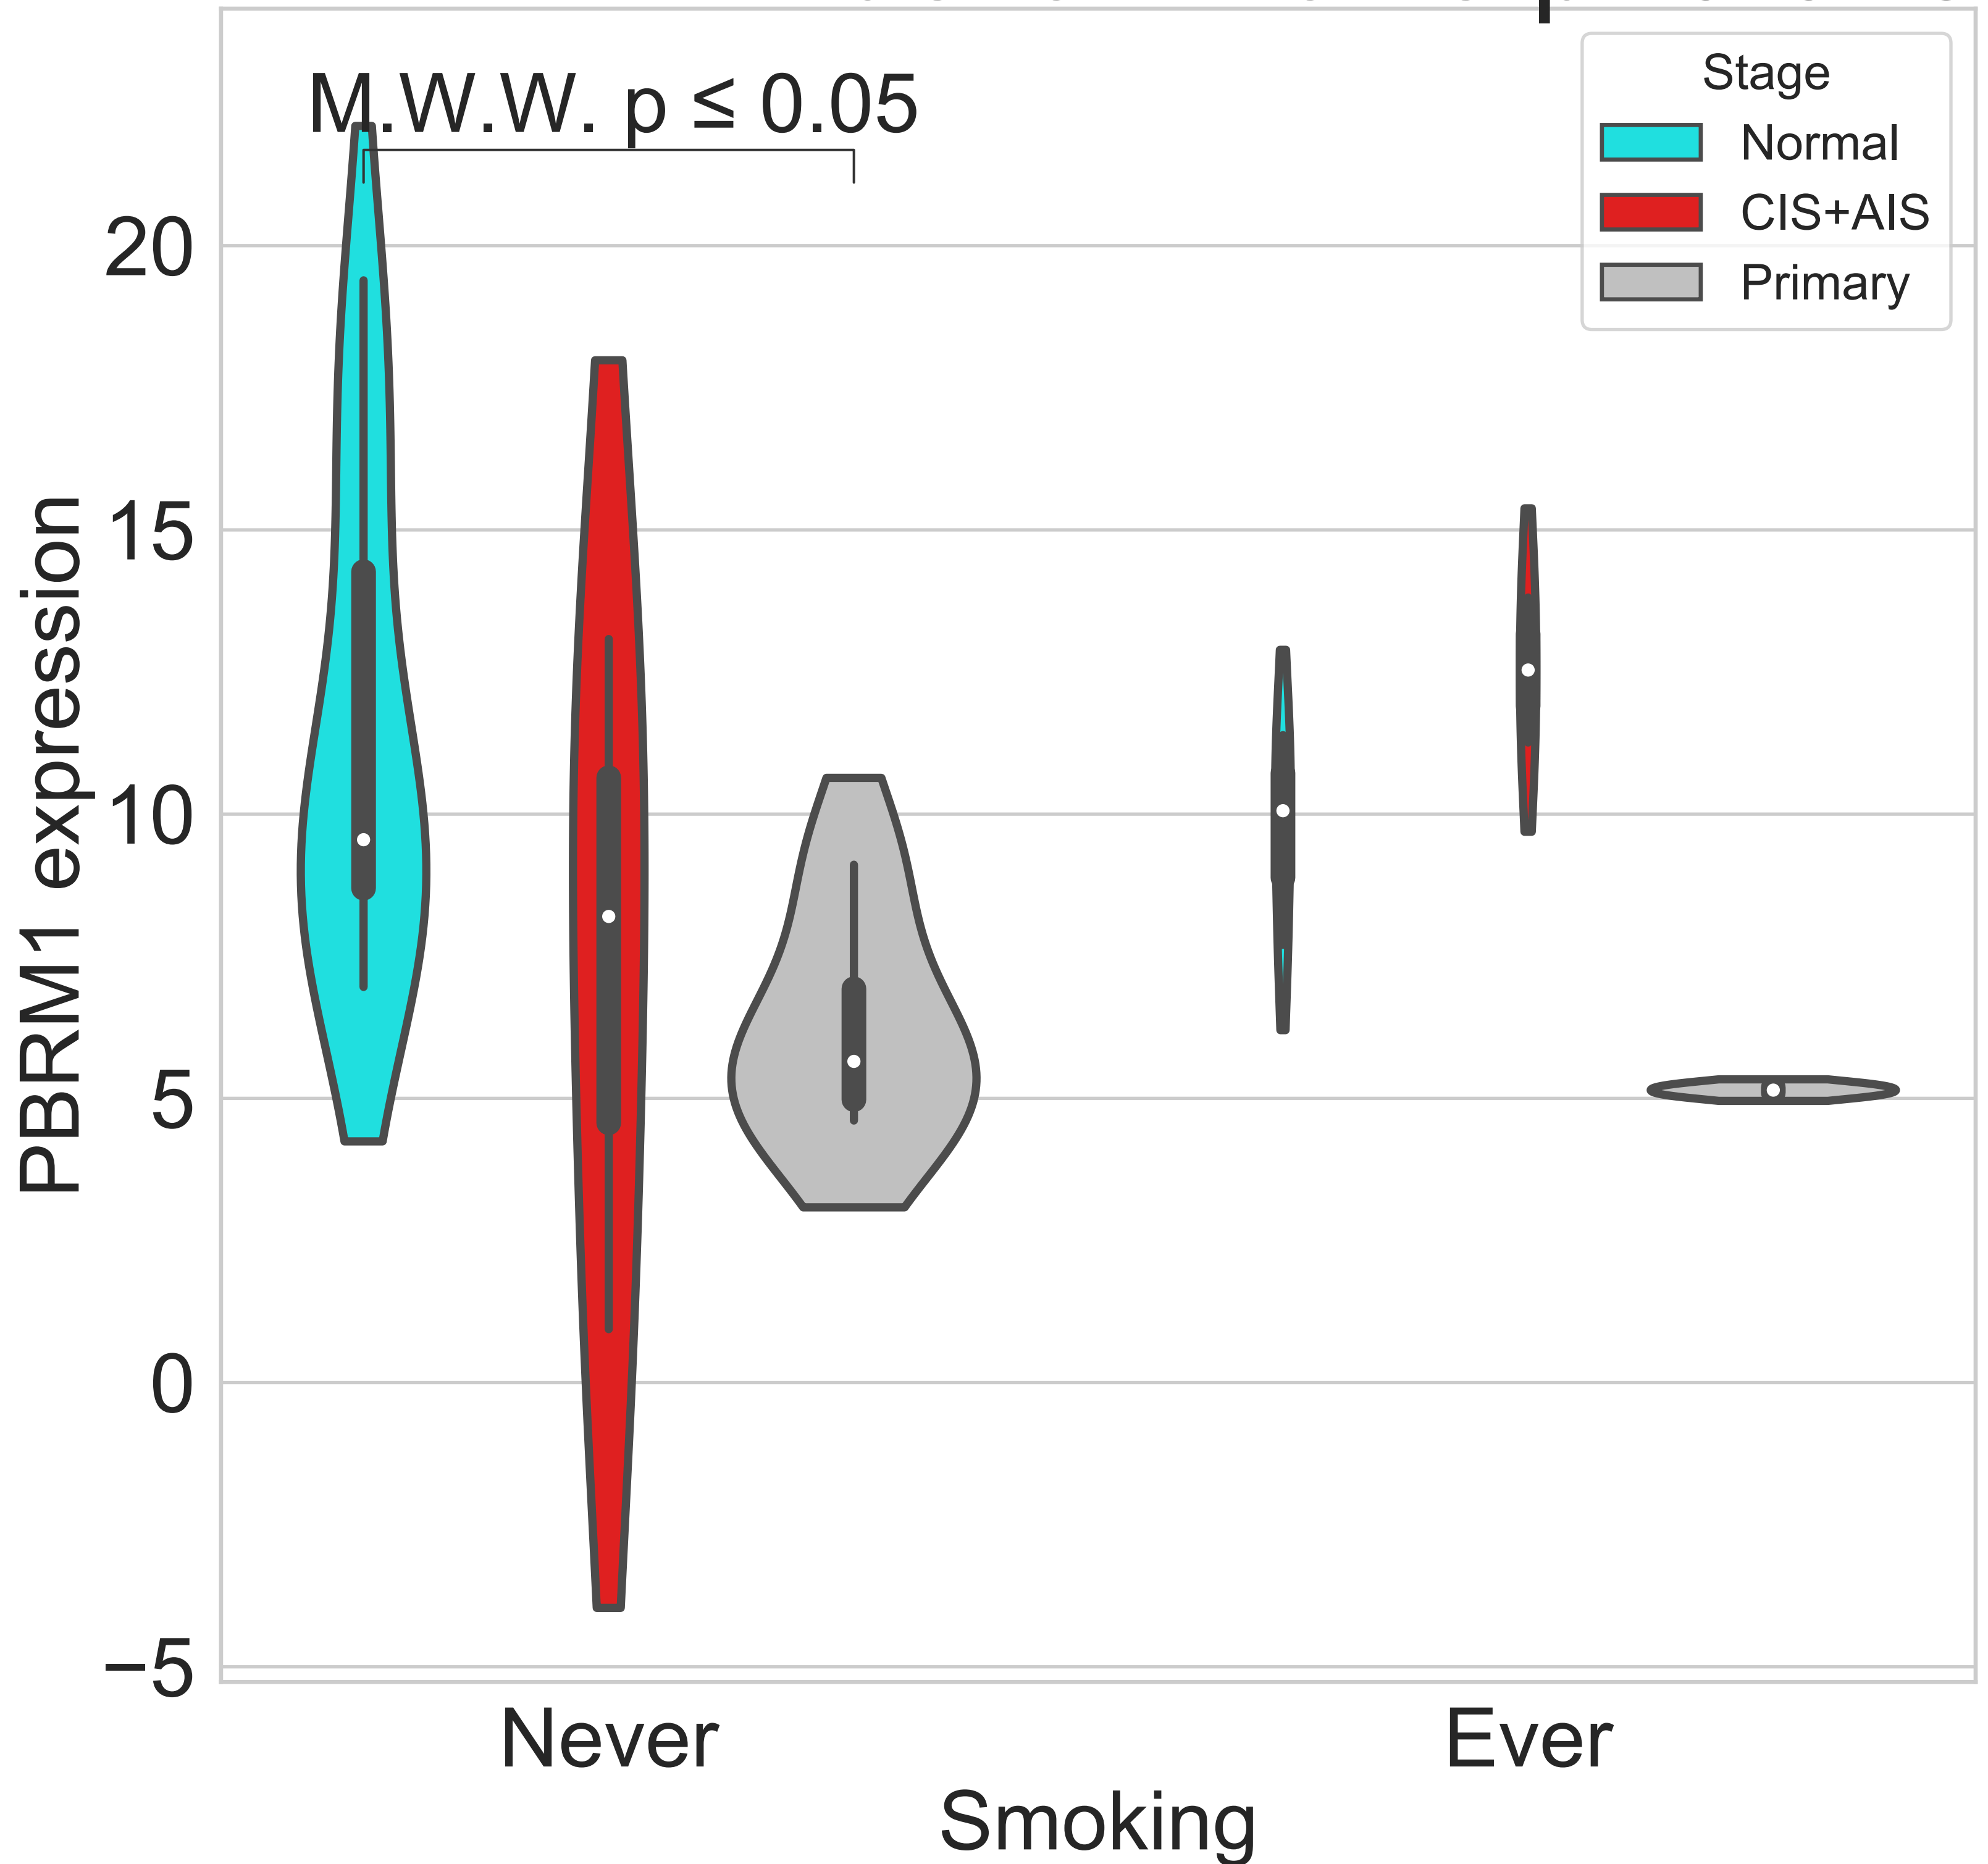 M.W.W. p ≤ 0.05
Stage
Normal
CIS+AIS
Primary
PBRM1 expression
20
15
10
5
0
−5
Never
Ever
Smoking